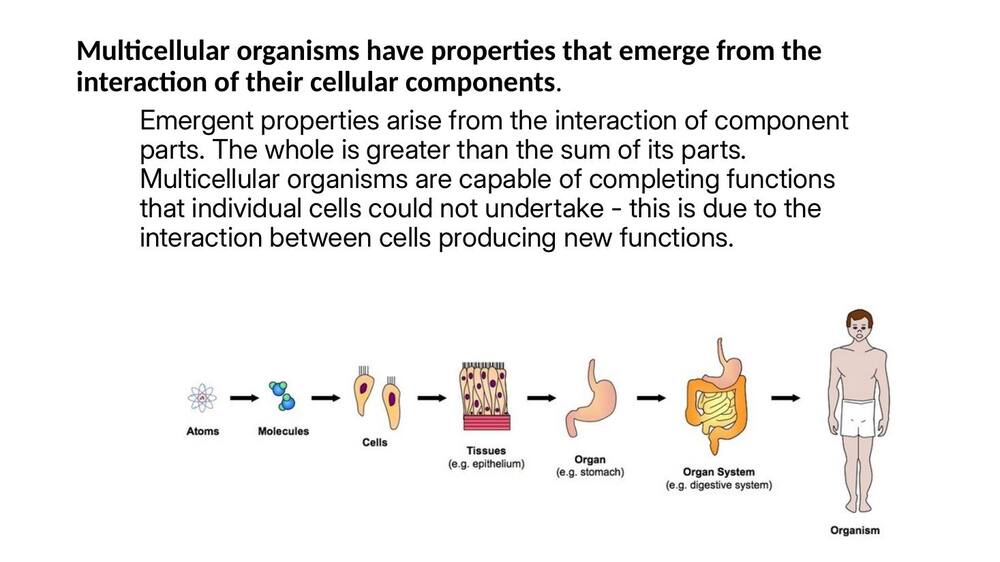 Multicellular organisms have properties that emerge from the
interaction of their cellular components.
Emergent properties arise from the interaction of component
parts. The whole is greater than the sum of its parts.
Multicellular organisms are capable of completing functions
that individual cells could not undertake - this is due to the
interaction between cells producing new functions.
Atoms
Molecules
Cells
Tissues
(e.g. epithelium)
Organ
(e.g. stomach)
Organ System
(e.g. digestive system)
Organism